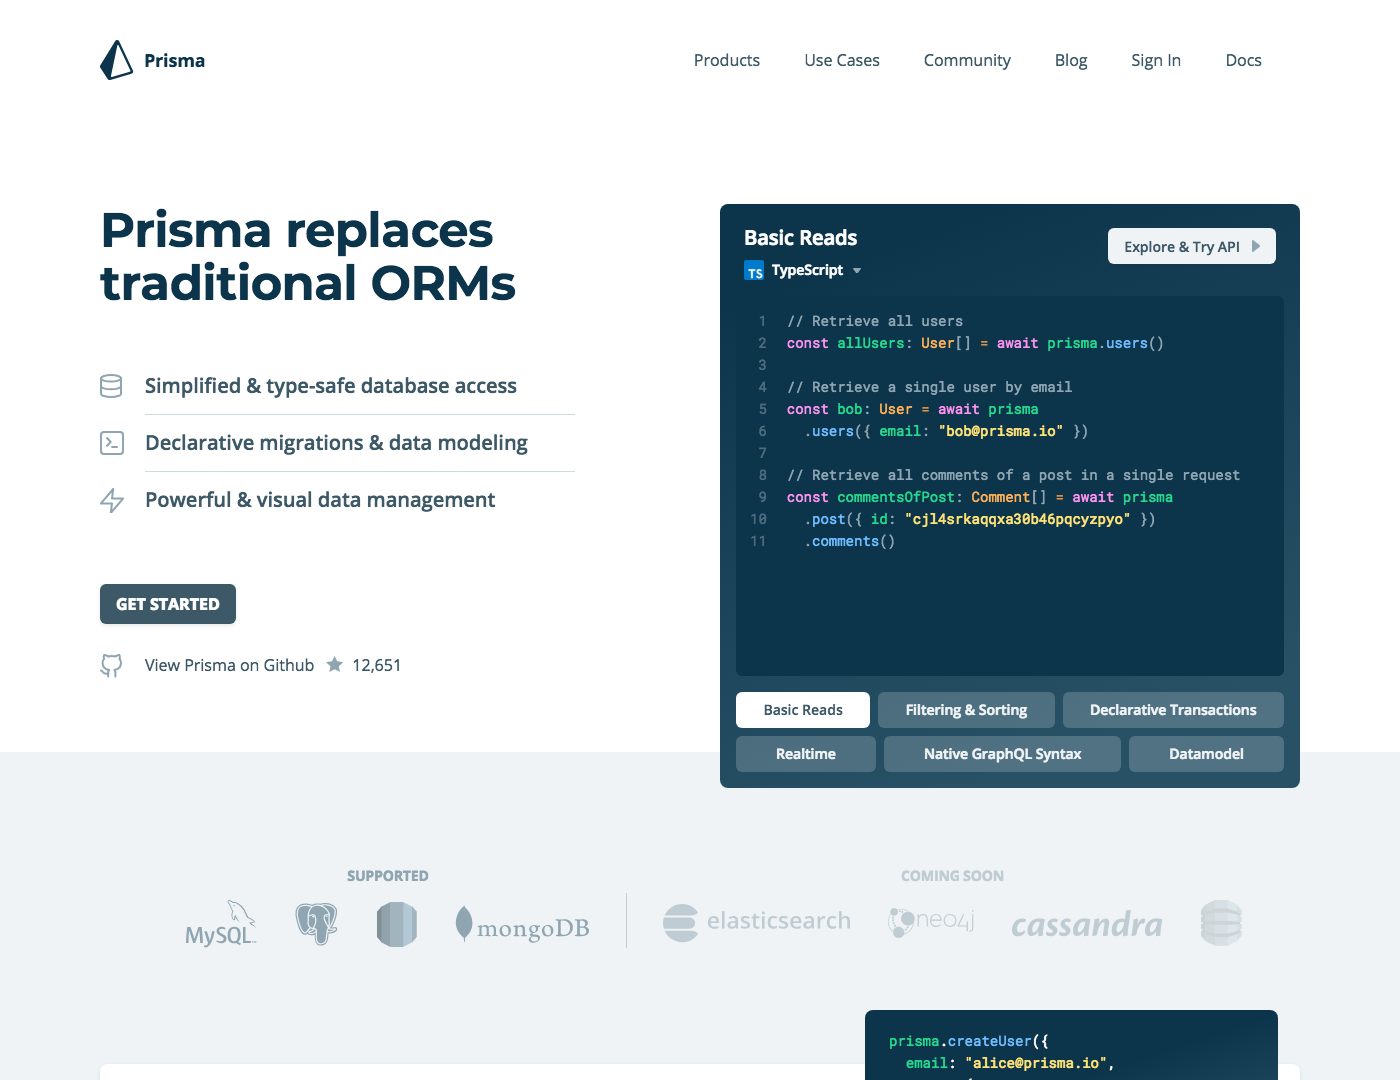 Prisma
Products Use Cases Community Blog Sign In Docs
Prisma replaces
traditional ORMs
Simplified & type-safe database access
Declarative migrations & data modeling
Powerful & visual data management
GET STARTED
View Prisma on Github 12,651
Basic Reads
Explore & Try API
TS TypeScript
1 // Retrieve all users
2 const allUsers: User[] = await prisma.users()
3
4 // Retrieve a single user by email
5 const bob: User = await prisma
6 .users({ email: "bob@prisma.io" })
7
8 // Retrieve all comments of a post in a single request
9 const commentsOfPost: Comment[] = await prisma
10 .post({ id: "cjl4srkaqqxa30b46pqcyzpyo" })
11 .comments()
Basic Reads Filtering & Sorting Declarative Transactions
Realtime Native GraphQL Syntax Datamodel
SUPPORTED
MySQL mongoDB
COMING SOON
elasticsearch neo4j cassandra
prisma.createUser({
email: "alice@prisma.io",